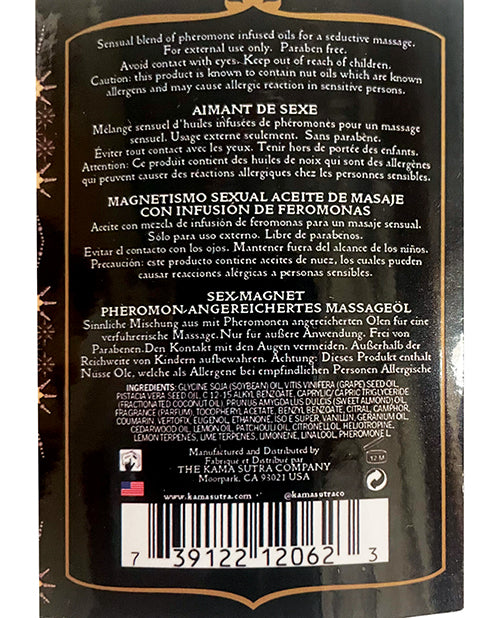 Sensual blend of pheromone infused oils for a seductive massage.
For external use only. Paraben free.
Avoid contact with eyes. Keep out of reach of children.
Caution: this product is known to contain nut oils which are known
allergens and may cause allergic reaction in sensitive persons.
AIMANT DE SEXE
Mélange sensuel d'huiles infusées de phéromones pour un massage
sensuel. Usage externe seulement. Sans parabène.
Éviter tout contact avec les yeux. Tenir hors de portée des enfants.
Attention: Ce produit contient des huiles de noix qui sont des allergènes
qui peuvent causer des réactions allergiques chez les personnes sensibles.
MAGNETISMO SEXUAL ACEITE DE MASAJE
CON INFUSIÓN DE FEROMONAS
Aceite con mezcla de infusión de feromonas para un masaje sensual.
Sólo para uso externo. Libre de parabenos.
Evitar el contacto con los ojos. Mantener fuera del alcance de los niños.
Precaución: este producto contiene aceites de nuez, los cuales pueden
causar reacciones alérgicas a personas sensibles.
SEX-MAGNET
PHEROMON-ANGEREICHERTES MASSAGEÖL
Sinnliche Mischung aus mit Pheromonen angereicherten Ölen für eine
verführerische Massage. Nur für äußere Anwendung. Frei von
Parabenen. Den Kontakt mit den Augen vermeiden. Außerhalb der
Reichweite von Kindern aufbewahren. Achtung: Dieses Produkt enthält
Nüsse Öle, welche als Allergene bei empfindlichen Personen Allergische
INGREDIENTS: GLYCINE SOJA (SOYBEAN) OIL, VITIS VINIFERA (GRAPE) SEED OIL,
PISTACIA VERA SEED OIL, C 12-15 ALKYL BENZOATE, CAPRYLIC/CAPRIC TRIGLYCERIDE
(FRACTIONATED COCONUT OIL), PRUNUS AMYGDALUS DULCIS (SWEET ALMOND) OIL,
FRAGRANCE (PARFUM), TOCOPHERYL ACETATE, BENZYL BENZOATE, CITRAL, CAMPHOR,
COUMARIN, VERTOFIX, EUGENOL, ETHANONE, ISO E SUPER, VANILLIN, GERANIUM OIL,
CEDARWOOD OIL, LEMON OIL, PATCHOULI OIL, CITRONELLOL, HELIOTROPINE,
LEMON TERPENES, LIME TERPENES, LIMONENE, LINALOOL, PHEROMONE L
Manufactured and Distributed by
Fabriqué et Distribué par
THE KAMA SUTRA COMPANY
Moorpark, CA 93021 USA
12 M
www.kamasutra.com @kamasutraco
7 39122 12062 3